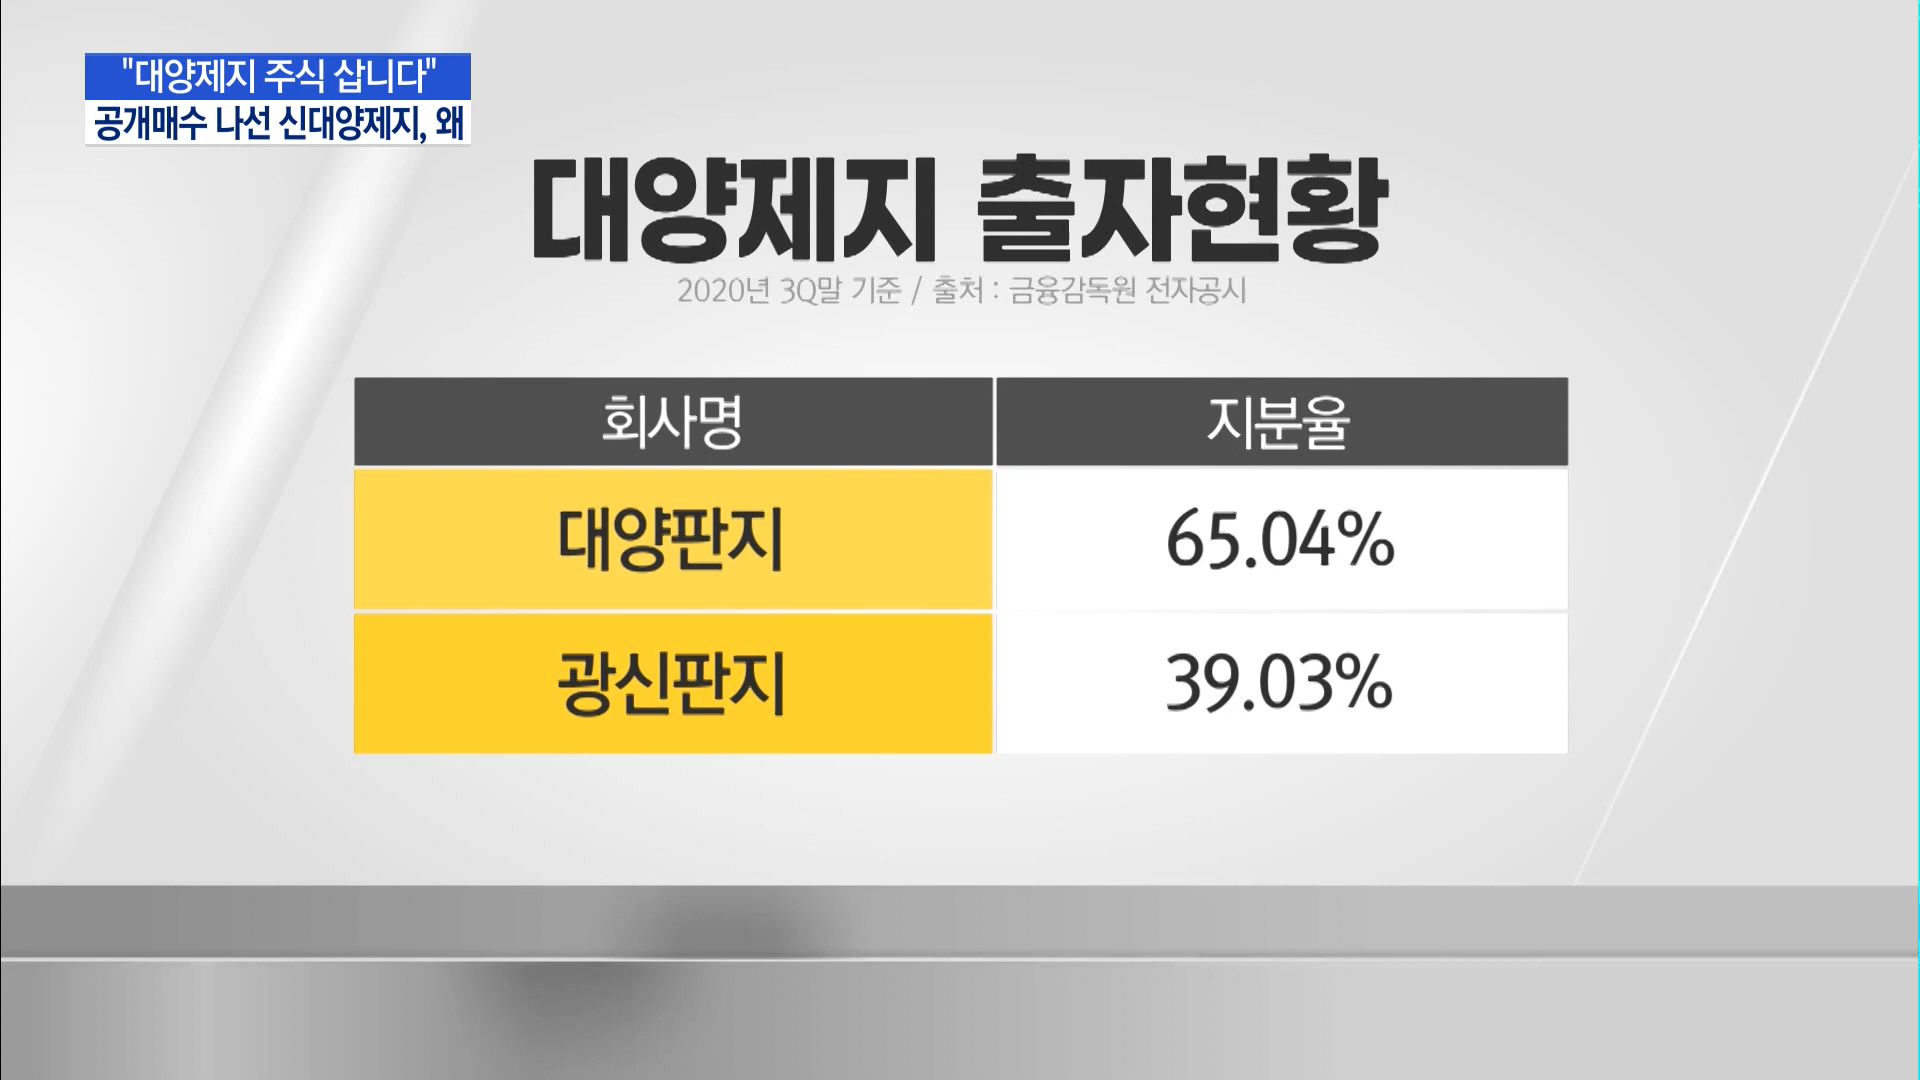 "대양제지 주식 삽니다"
공개매수 나선 신대양제지, 왜
대양제지 출자현황
2020년 3Q말 기준 / 출처 : 금융감독원 전자공시
회사명 지분율
대양판지 65.04%
광신판지 39.03%